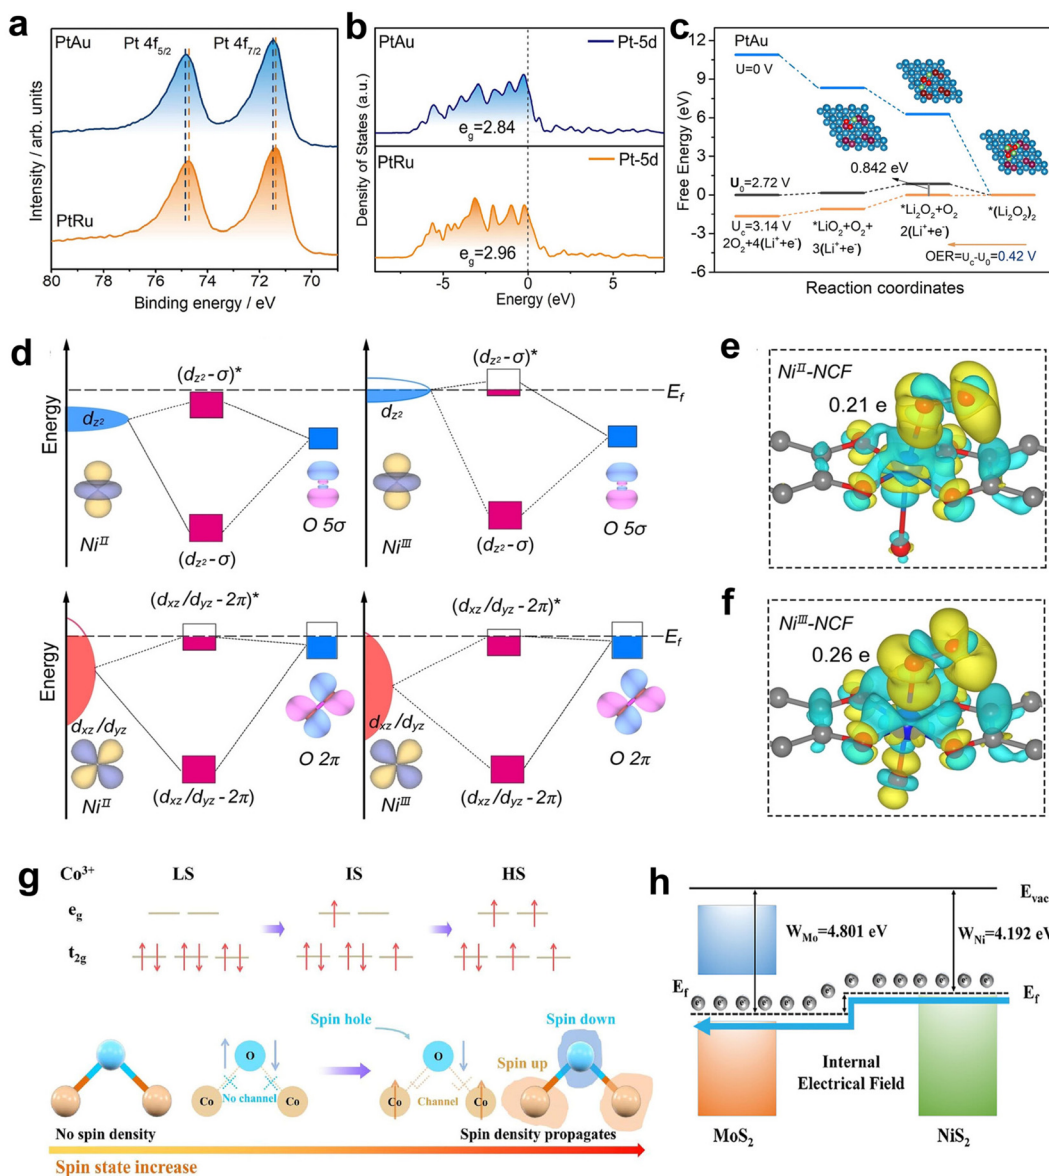 a
PtAu
Pt 4f5/2
Pt 4f7/2
PtRu
Intensity / arb. units
80 78 76 74 72 70
Binding energy / eV
b
PtAu
Pt-5d
eg=2.84
PtRu
Pt-5d
eg=2.96
Density of States (a.u.)
-5 0 5
Energy (eV)
c
PtAu
U=0 V
12
9
6
3
0
-3
-6
Free Energy (eV)
0.842 eV
U0=2.72 V
Uc=3.14 V
2O2+4(Li++e-)
*LiO2+O2+
3(Li++e-)
*Li2O2+O2
2(Li++e-)
*(Li2O2)2
OER=Uc-U0=0.42 V
Reaction coordinates
d
Energy
(dz2-σ)*
dz2
NiII
(dz2-σ)
O 5σ
(dz2-σ)*
Ef
dz2
NiIII
(dz2-σ)
O 5σ
Energy
(dxz/dyz-2π)*
dxz/dyz
NiII
(dxz/dyz-2π)
O 2π
(dxz/dyz-2π)*
Ef
dxz/dyz
NiIII
(dxz/dyz-2π)
O 2π
e
NiII-NCF
0.21 e
f
NiIII-NCF
0.26 e
g
Co3+ LS IS HS
eg
t2g
Spin hole
Spin down
Spin up
O
Co
No channel
Co
O
Co
Channel
Co
No spin density
Spin density propagates
Spin state increase
h
Evac
WMo=4.801 eV
WNi=4.192 eV
Ef
Ef
e- e- e- e- e- e- e- e- e- e- e- e- e- e-
Internal
Electrical Field
MoS2
NiS2